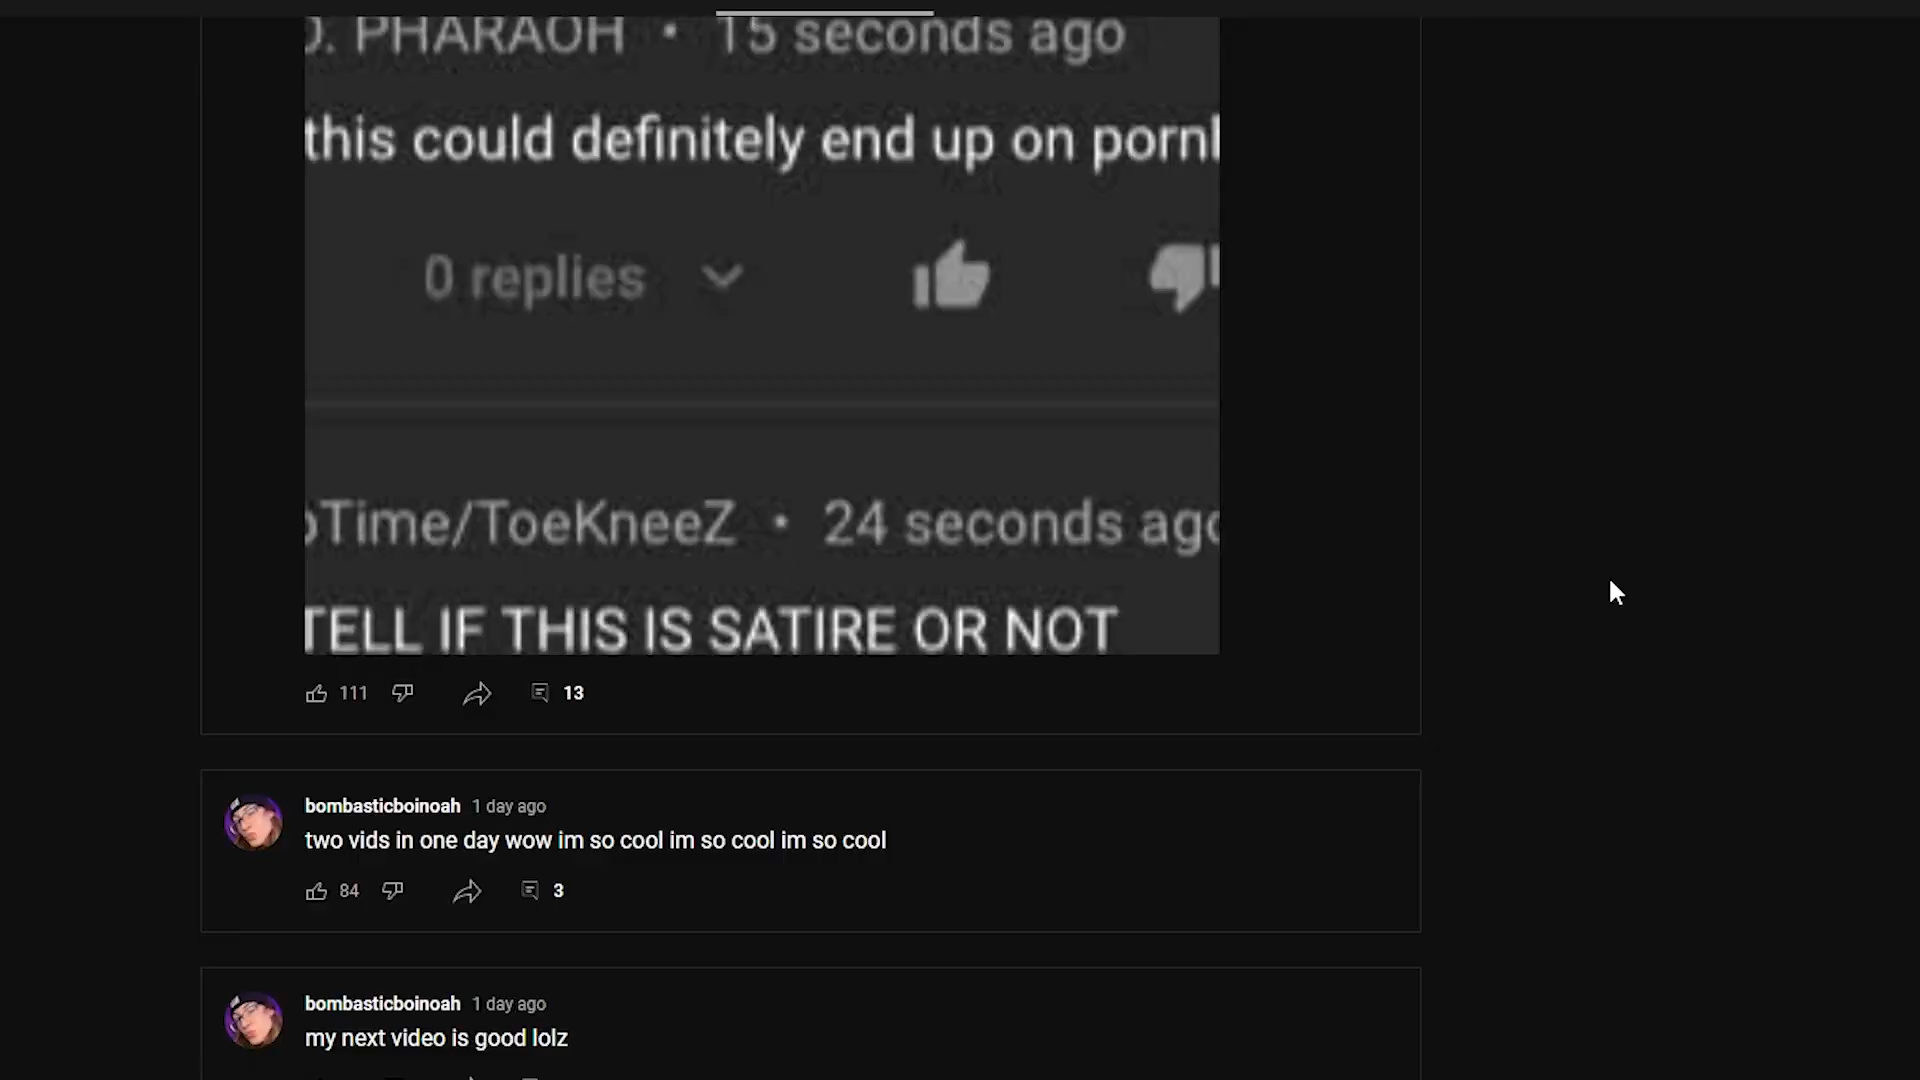 . PHARAOH • 15 seconds ago
this could definitely end up on
0 replies
Time/ToeKneeZ • 24 seconds ago
TELL IF THIS IS SATIRE OR NOT
111 13
bombasticboinoah 1 day ago
two vids in one day wow im so cool im so cool im so cool
84 3
bombasticboinoah 1 day ago
my next video is good lolz